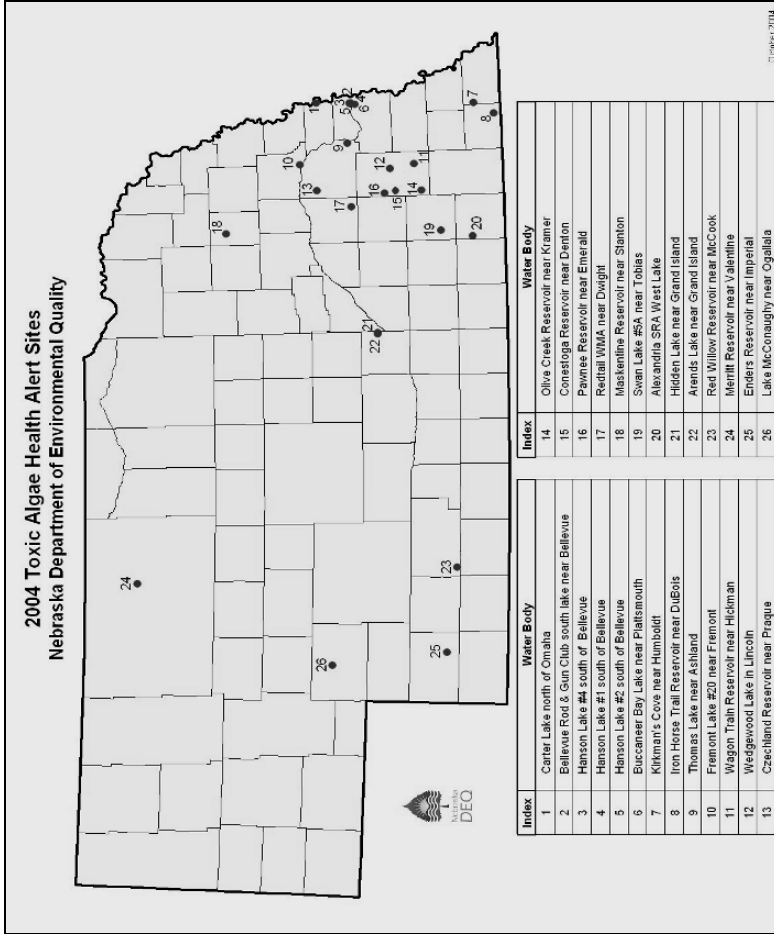 2004 Toxic Algae Health Alert Sites
Nebraska Department of Environmental Quality
24
18
10
13
1
3
2
5
4
6
9
17
16
12
15
11
14
7
8
19
20
21
22
26
25
23
Nebraska
DEQ
Index Water Body
1 Carter Lake north of Omaha
2 Bellevue Rod & Gun Club south lake near Bellevue
3 Hanson Lake #4 south of Bellevue
4 Hanson Lake #1 south of Bellevue
5 Hanson Lake #2 south of Bellevue
6 Buccaneer Bay Lake near Plattsmouth
7 Kirkman's Cove near Humboldt
8 Iron Horse Trail Reservoir near DuBois
9 Thomas Lake near Ashland
10 Fremont Lake #20 near Fremont
11 Wagon Train Reservoir near Hickman
12 Wedgewood Lake in Lincoln
13 Czechland Reservoir near Prague
Index Water Body
14 Olive Creek Reservoir near Kramer
15 Conestoga Reservoir near Denton
16 Pawnee Reservoir near Emerald
17 Redtail WMA near Dwight
18 Maskentine Reservoir near Stanton
19 Swan Lake #5A near Tobias
20 Alexandria SRA West Lake
21 Hidden Lake near Grand Island
22 Arends Lake near Grand Island
23 Red Willow Reservoir near McCook
24 Merritt Reservoir near Valentine
25 Enders Reservoir near Imperial
26 Lake McConaughy near Ogallala
October 2004